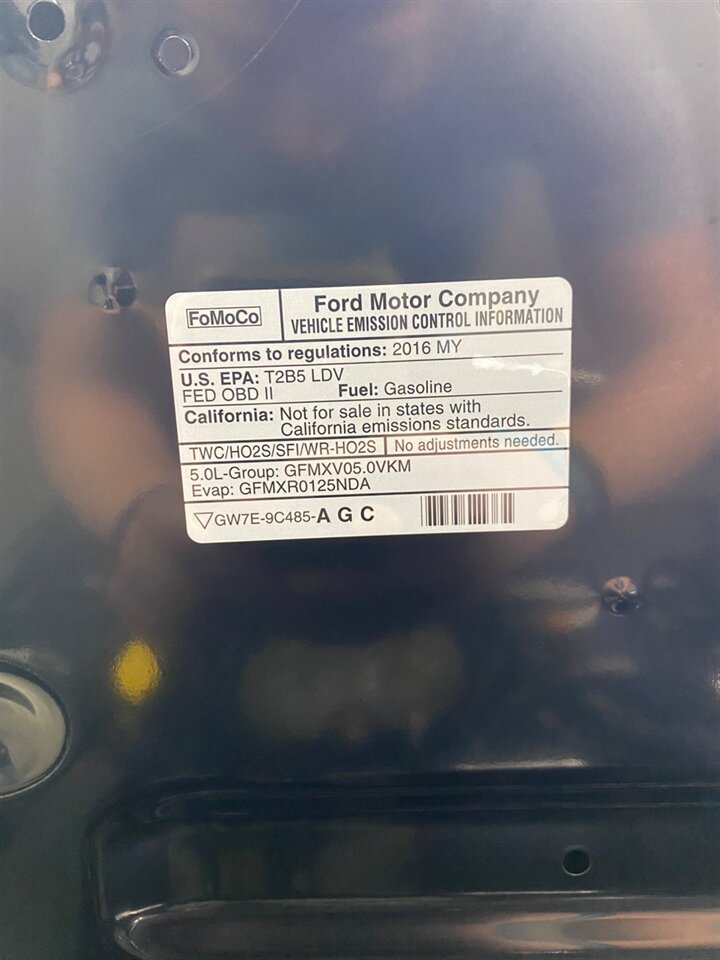 FoMoCo
Ford Motor Company
VEHICLE EMISSION CONTROL INFORMATION
Conforms to regulations: 2016 MY
U.S. EPA: T2B5 LDV
FED OBD II Fuel: Gasoline
California: Not for sale in states with
California emissions standards.
TWC/HO2S/SFI/WR-HO2S No adjustments needed.
5.0L-Group: GFMXV05.0VKM
Evap: GFMXR0125NDA
GW7E-9C485-A G C